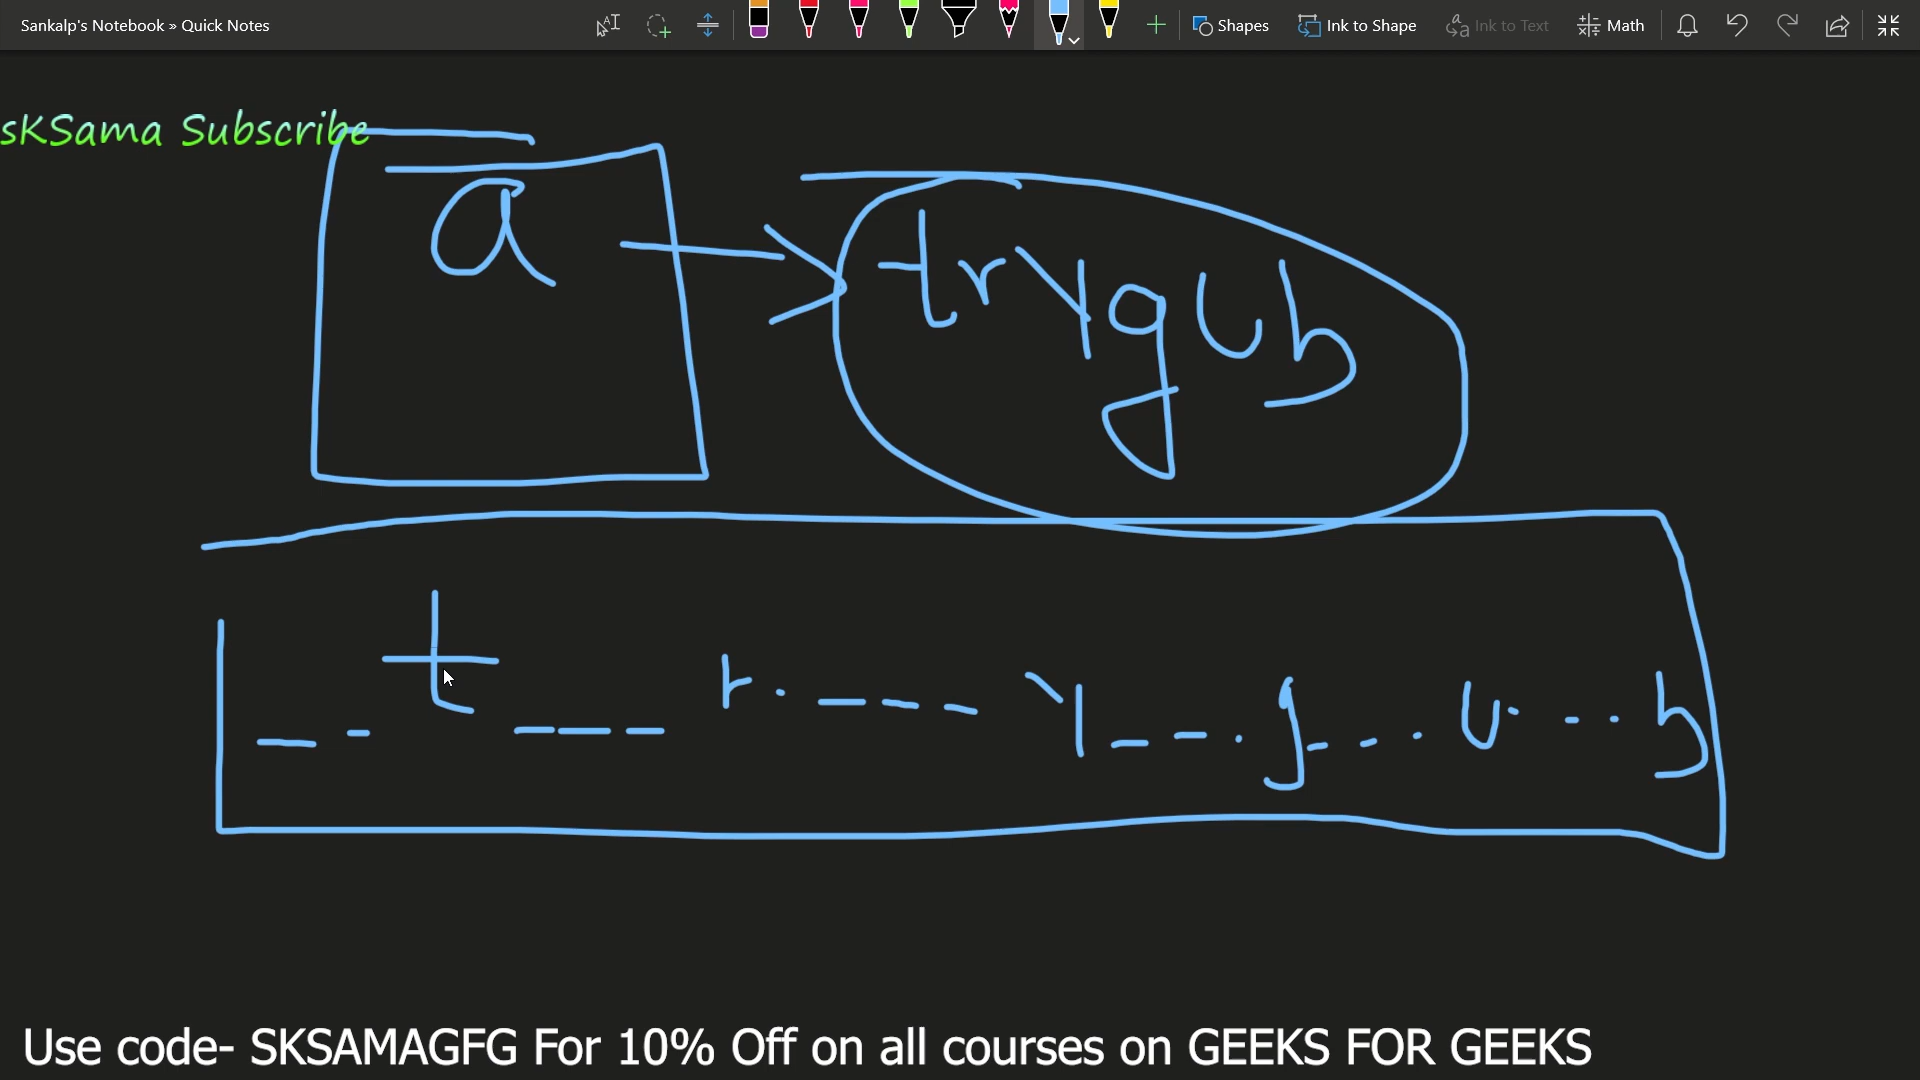 Sankalp's Notebook » Quick Notes Shapes Ink to Shape Ink to Text Math
sKSama Subscribe
a
trygub
t r y g u b
Use code- SKSAMAGFG For 10% Off on all courses on GEEKS FOR GEEKS